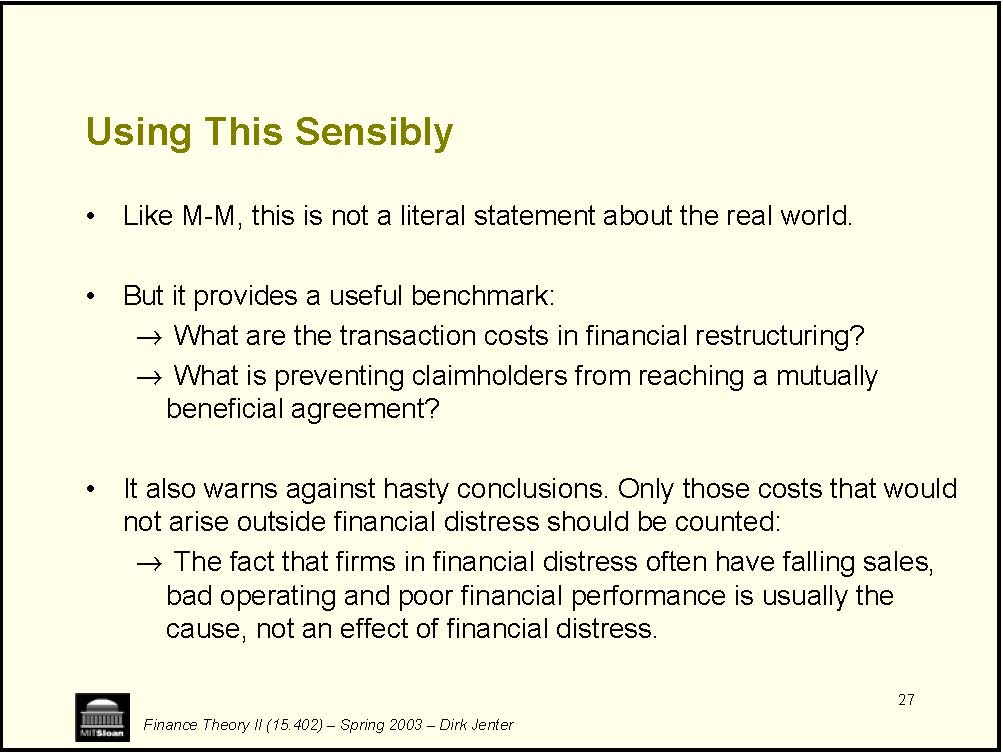 Using This Sensibly
• Like M-M, this is not a literal statement about the real world.
• But it provides a useful benchmark:
→ What are the transaction costs in financial restructuring?
→ What is preventing claimholders from reaching a mutually
beneficial agreement?
• It also warns against hasty conclusions. Only those costs that would
not arise outside financial distress should be counted:
→ The fact that firms in financial distress often have falling sales,
bad operating and poor financial performance is usually the
cause, not an effect of financial distress.
27
MITSloan
Finance Theory II (15.402) – Spring 2003 – Dirk Jenter